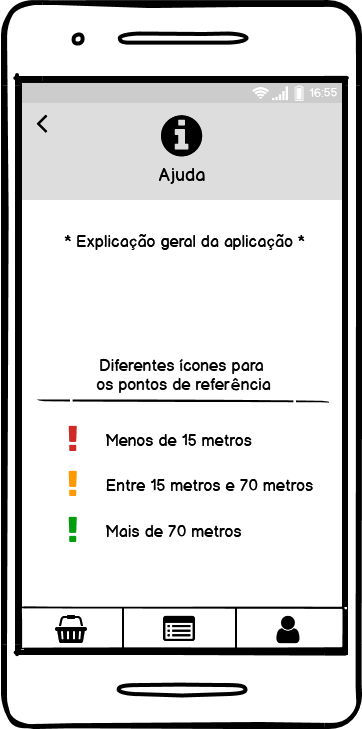 16:55
Ajuda
* Explicação geral da aplicação *
Diferentes ícones para
os pontos de referência
Menos de 15 metros
Entre 15 metros e 70 metros
Mais de 70 metros